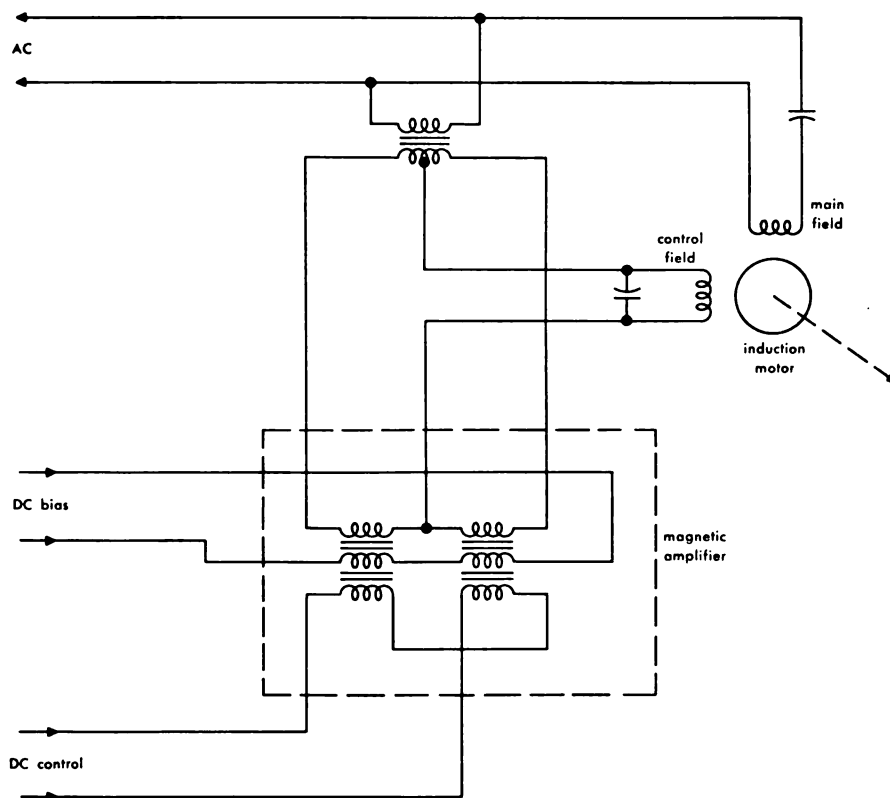 AC
main
field
control
field
induction
motor
DC bias
magnetic
amplifier
DC control